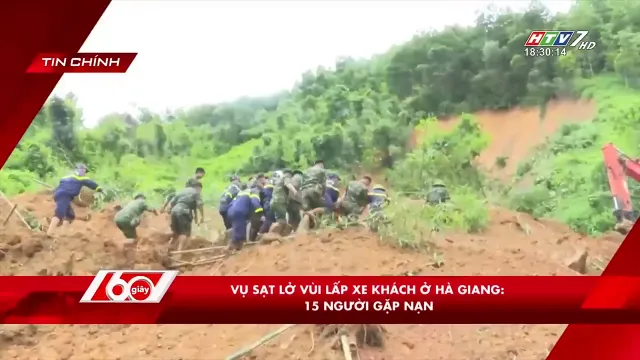 TIN CHÍNH
HTV7 HD
18:30:14
60 giây
VỤ SẠT LỞ VÙI LẤP XE KHÁCH Ở HÀ GIANG:
15 NGƯỜI GẶP NẠN